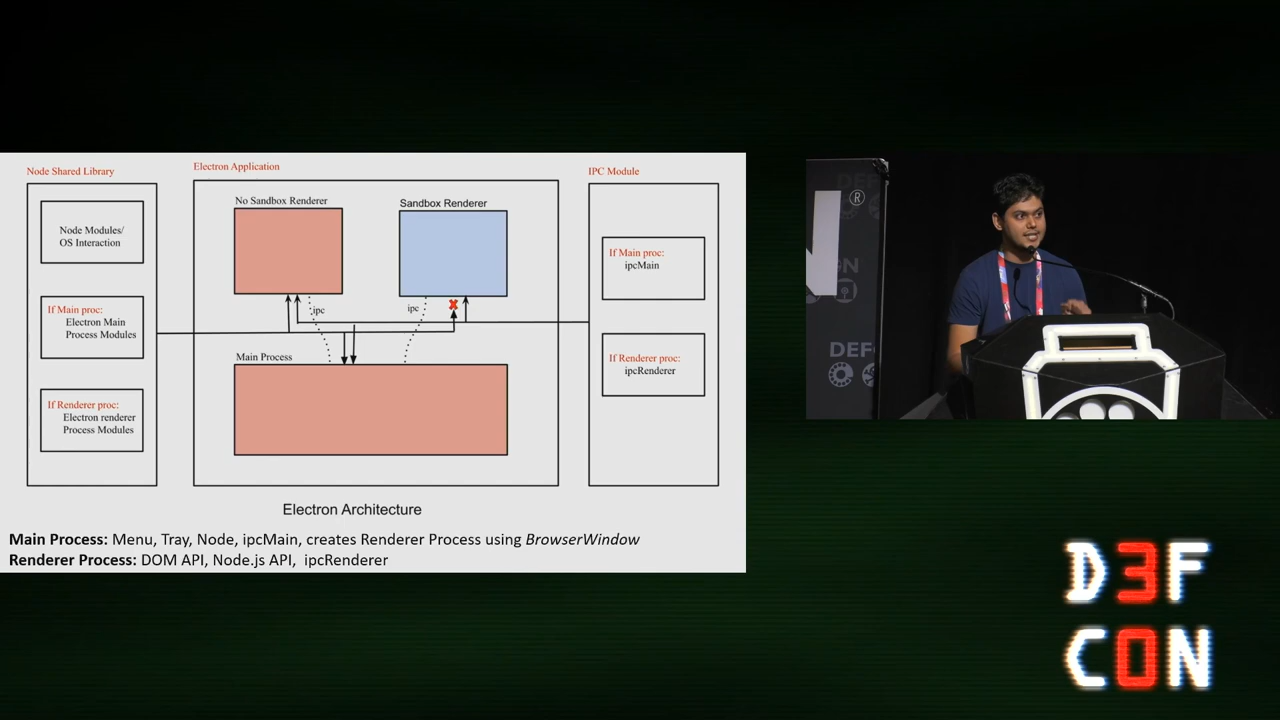 Node Shared Library
Electron Application
IPC Module
Node Modules/
OS Interaction
If Main proc:
Electron Main
Process Modules
If Renderer proc:
Electron renderer
Process Modules
No Sandbox Renderer
Sandbox Renderer
ipc
ipc
Main Process
If Main proc:
ipcMain
If Renderer proc:
ipcRenderer
Electron Architecture
Main Process: Menu, Tray, Node, ipcMain, creates Renderer Process using BrowserWindow
Renderer Process: DOM API, Node.js API, ipcRenderer
N®
DEF
D3F
C0N